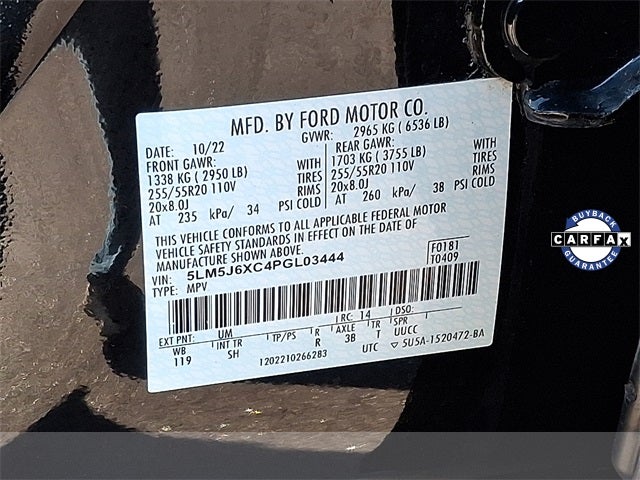 MFD. BY FORD MOTOR CO.
DATE: 10/22 GVWR: 2965 KG ( 6536 LB)
FRONT GAWR: WITH REAR GAWR: WITH
1338 KG ( 2950 LB) TIRES 1703 KG ( 3755 LB) TIRES
255/55R20 110V RIMS 255/55R20 110V RIMS
20x8.0J 20x8.0J
AT 235 kPa/ 34 PSI COLD AT 260 kPa/ 38 PSI COLD
THIS VEHICLE CONFORMS TO ALL APPLICABLE FEDERAL MOTOR
VEHICLE SAFETY STANDARDS IN EFFECT ON THE DATE OF
MANUFACTURE SHOWN ABOVE.
VIN: 5LM5J6XC4PGL03444 F0181
TYPE: MPV T0409
EXT PNT: UM RC: 14 DSO:
WB INT TR TP/PS R AXLE TR SPR
119 SH R 3B T UUCC
1202210266283 UTC ▽ 5U5A-1520472-BA
BUYBACK
CARFAX
GUARANTEE